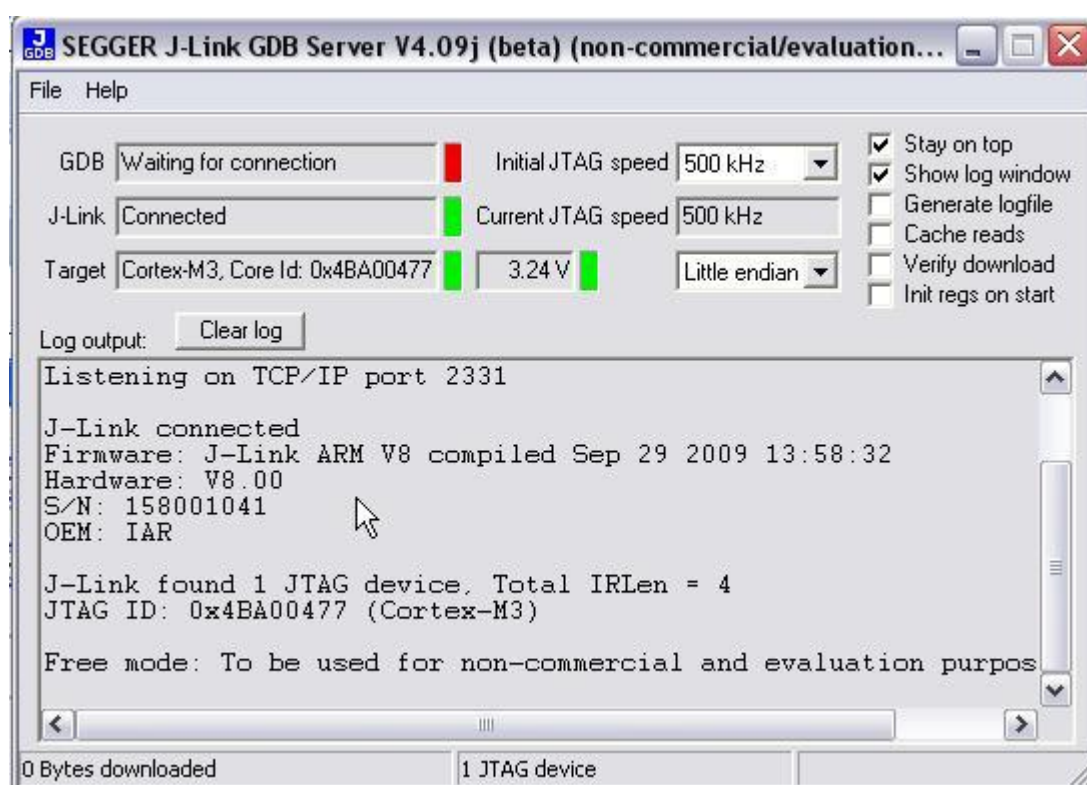 J GDB SEGGER J-Link GDB Server V4.09j (beta) (non-commercial/evaluation...
File Help
GDB Waiting for connection Initial JTAG speed 500 kHz Stay on top
Show log window
J-Link Connected Current JTAG speed 500 kHz Generate logfile
Cache reads
Target Cortex-M3, Core Id: 0x4BA00477 3.24 V Little endian Verify download
Init regs on start
Log output: Clear log
Listening on TCP/IP port 2331
J-Link connected
Firmware: J-Link ARM V8 compiled Sep 29 2009 13:58:32
Hardware: V8.00
S/N: 158001041
OEM: IAR
J-Link found 1 JTAG device, Total IRLen = 4
JTAG ID: 0x4BA00477 (Cortex-M3)
Free mode: To be used for non-commercial and evaluation purpos
0 Bytes downloaded 1 JTAG device